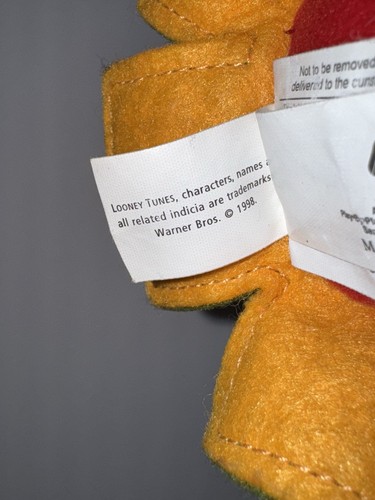 Not to be removed
delivered to the
LOONEY TUNES, characters, names
all related indicia are trademarks
Warner Bros. © 1998.